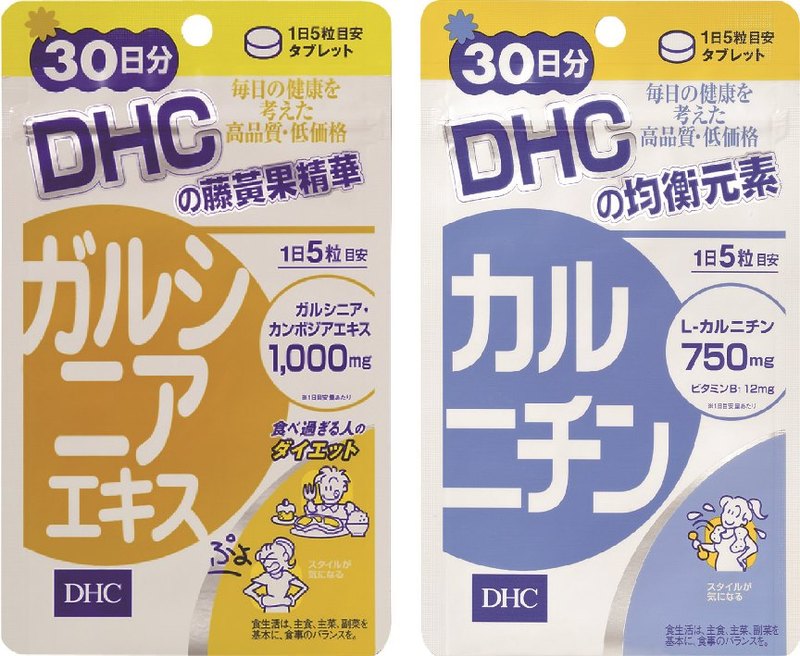 30日分
1日5粒目安
タブレット
毎日の健康を
考えた
高品質・低価格
DHC
の藤黃果精華
1日5粒目安
ガルシ
ニア
エキス
ガルシニア・
カンボジアエキス
1,000mg
※1日目安量あたり
食べ過ぎる人の
ダイエット
ぷよ
スタイルが
気になる
DHC
食生活は、主食、主菜、副菜を
基本に、食事のバランスを。
30日分
1日5粒目安
タブレット
毎日の健康を
考えた
高品質・低価格
DHC
の均衡元素
1日5粒目安
カル
ニチン
L-カルニチン
750mg
ビタミンB1 12mg
※1日目安量あたり
スタイルが
気になる
DHC
食生活は、主食、主菜、副菜を
基本に、食事のバランスを。